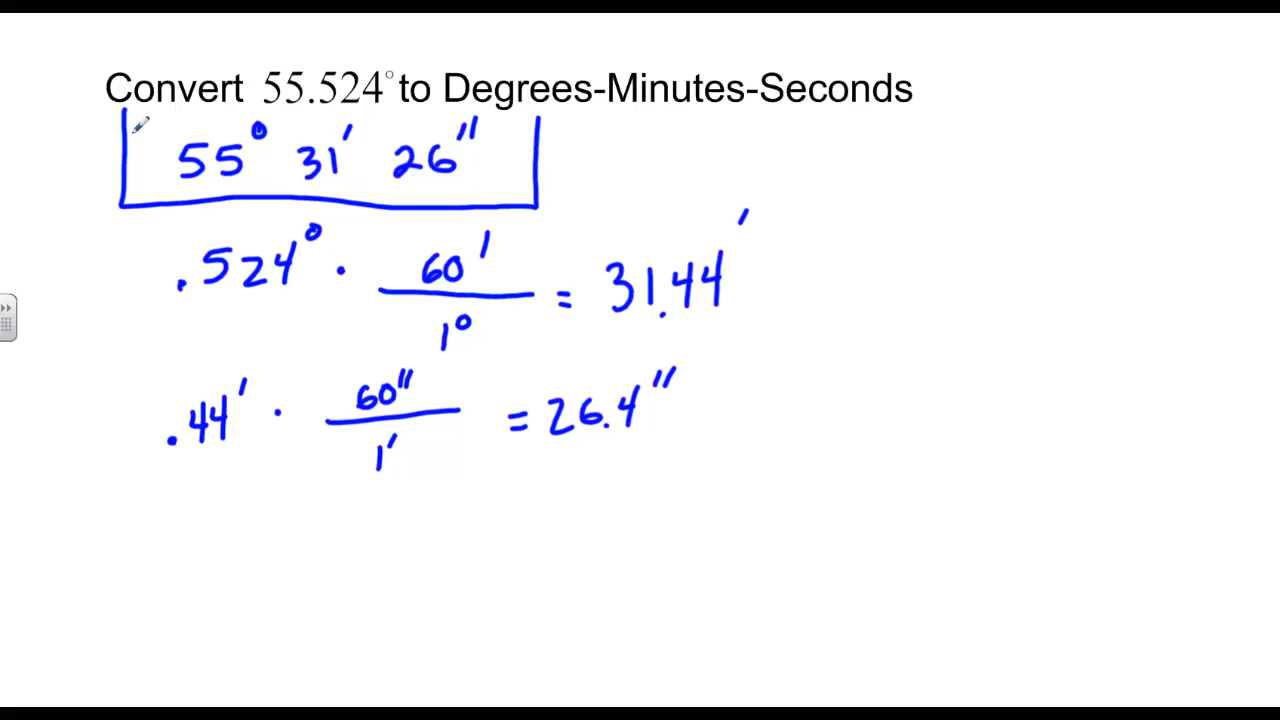 Convert 55.524° to Degrees-Minutes-Seconds
55° 31' 26"
.524° · 60' / 1° = 31.44'
.44' · 60" / 1' = 26.4"